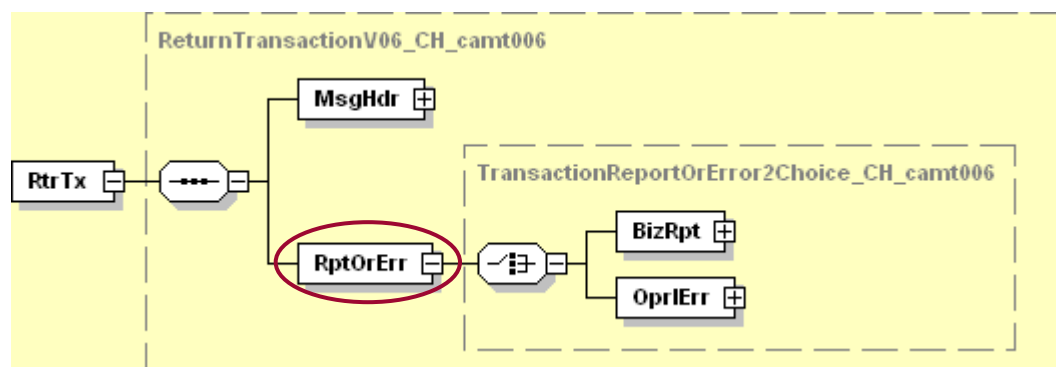 ReturnTransactionV06_CH_camt006
MsgHdr
RtrTx
TransactionReportOrError2Choice_CH_camt006
BizRpt
RptOrErr
OprlErr